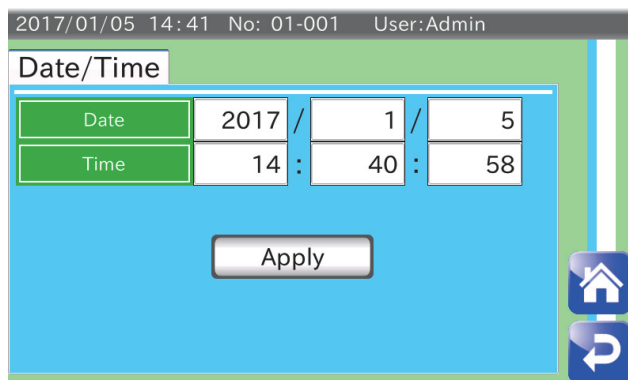 2017/01/05 14:41 No: 01-001 User:Admin
Date/Time
Date 2017 / 1 / 5
Time 14 : 40 : 58
Apply